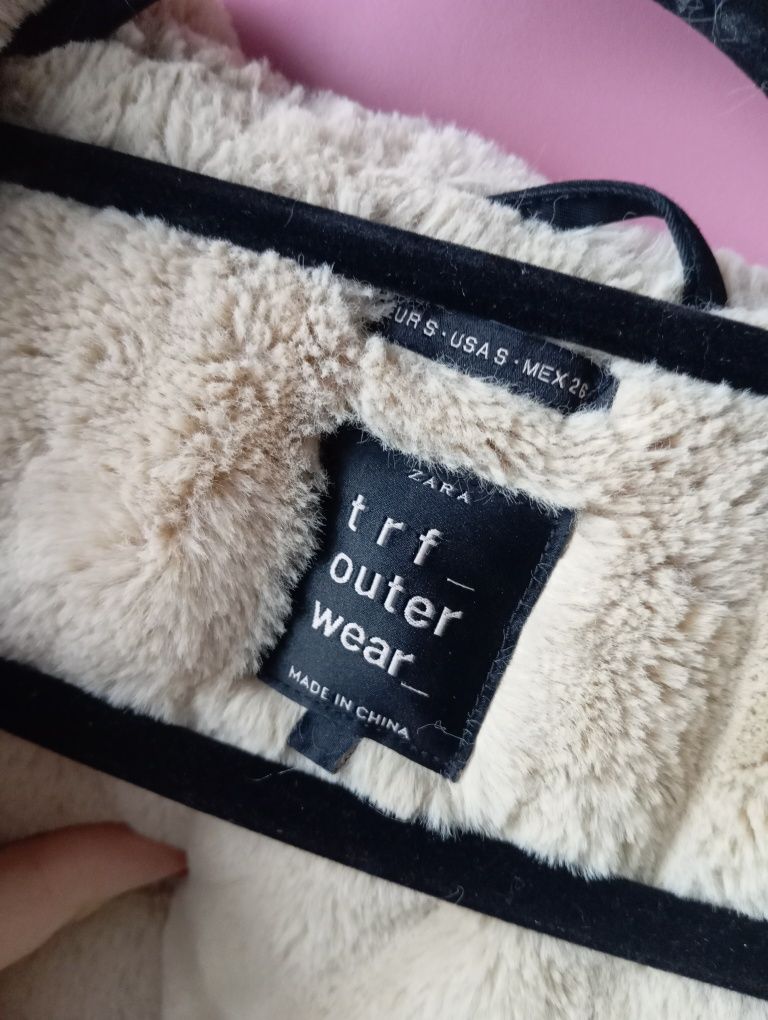 EUR S · USA S · MEX 26
ZARA
trf_
outer
wear_
MADE IN CHINA